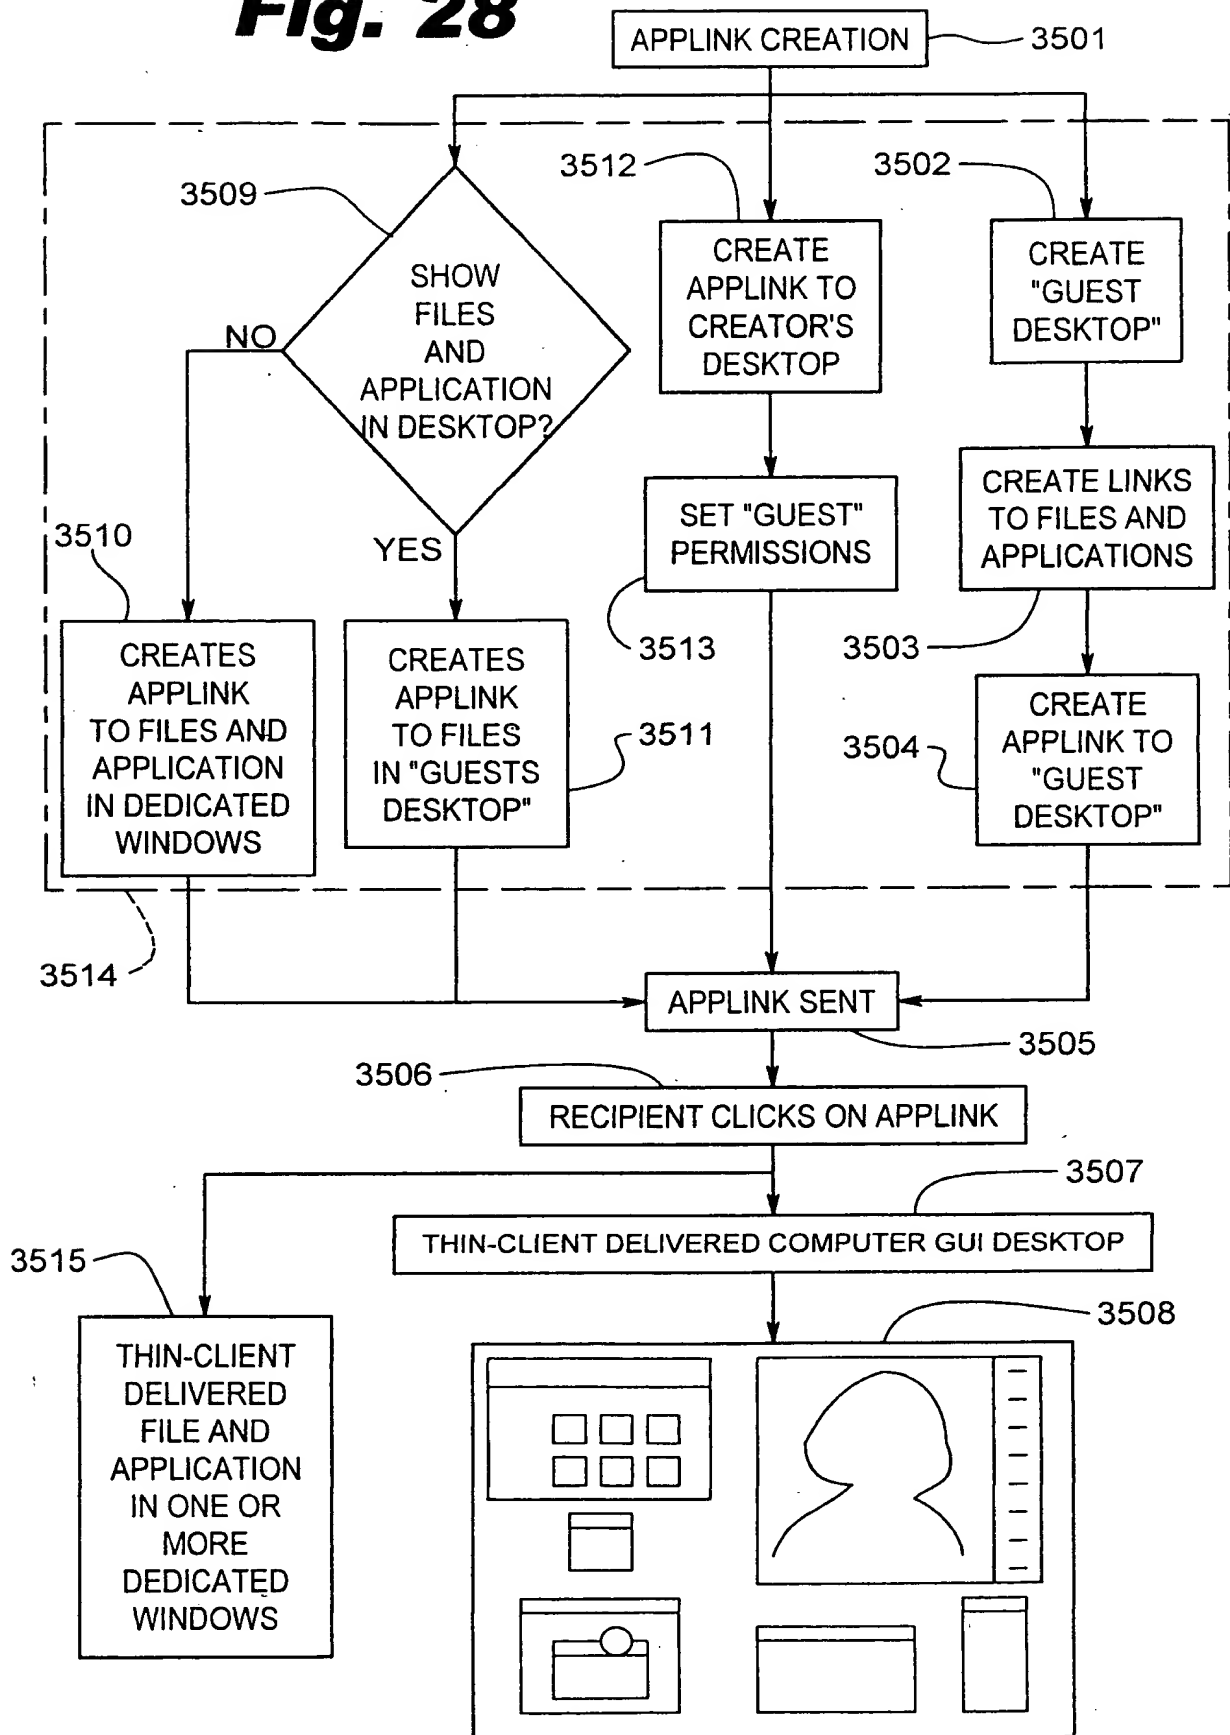 Fig. 28
APPLINK CREATION
3501
3512
3502
3509
SHOW
FILES
AND
APPLICATION
IN DESKTOP?
NO
YES
CREATE
APPLINK TO
CREATOR'S
DESKTOP
CREATE
"GUEST
DESKTOP"
SET "GUEST"
PERMISSIONS
CREATE LINKS
TO FILES AND
APPLICATIONS
3510
3513
3503
CREATES
APPLINK
TO FILES AND
APPLICATION
IN DEDICATED
WINDOWS
CREATES
APPLINK
TO FILES
IN "GUESTS
DESKTOP"
3511
3504
CREATE
APPLINK TO
"GUEST
DESKTOP"
3514
APPLINK SENT
3505
3506
RECIPIENT CLICKS ON APPLINK
3507
THIN-CLIENT DELIVERED COMPUTER GUI DESKTOP
3515
3508
THIN-CLIENT
DELIVERED
FILE AND
APPLICATION
IN ONE OR
MORE
DEDICATED
WINDOWS